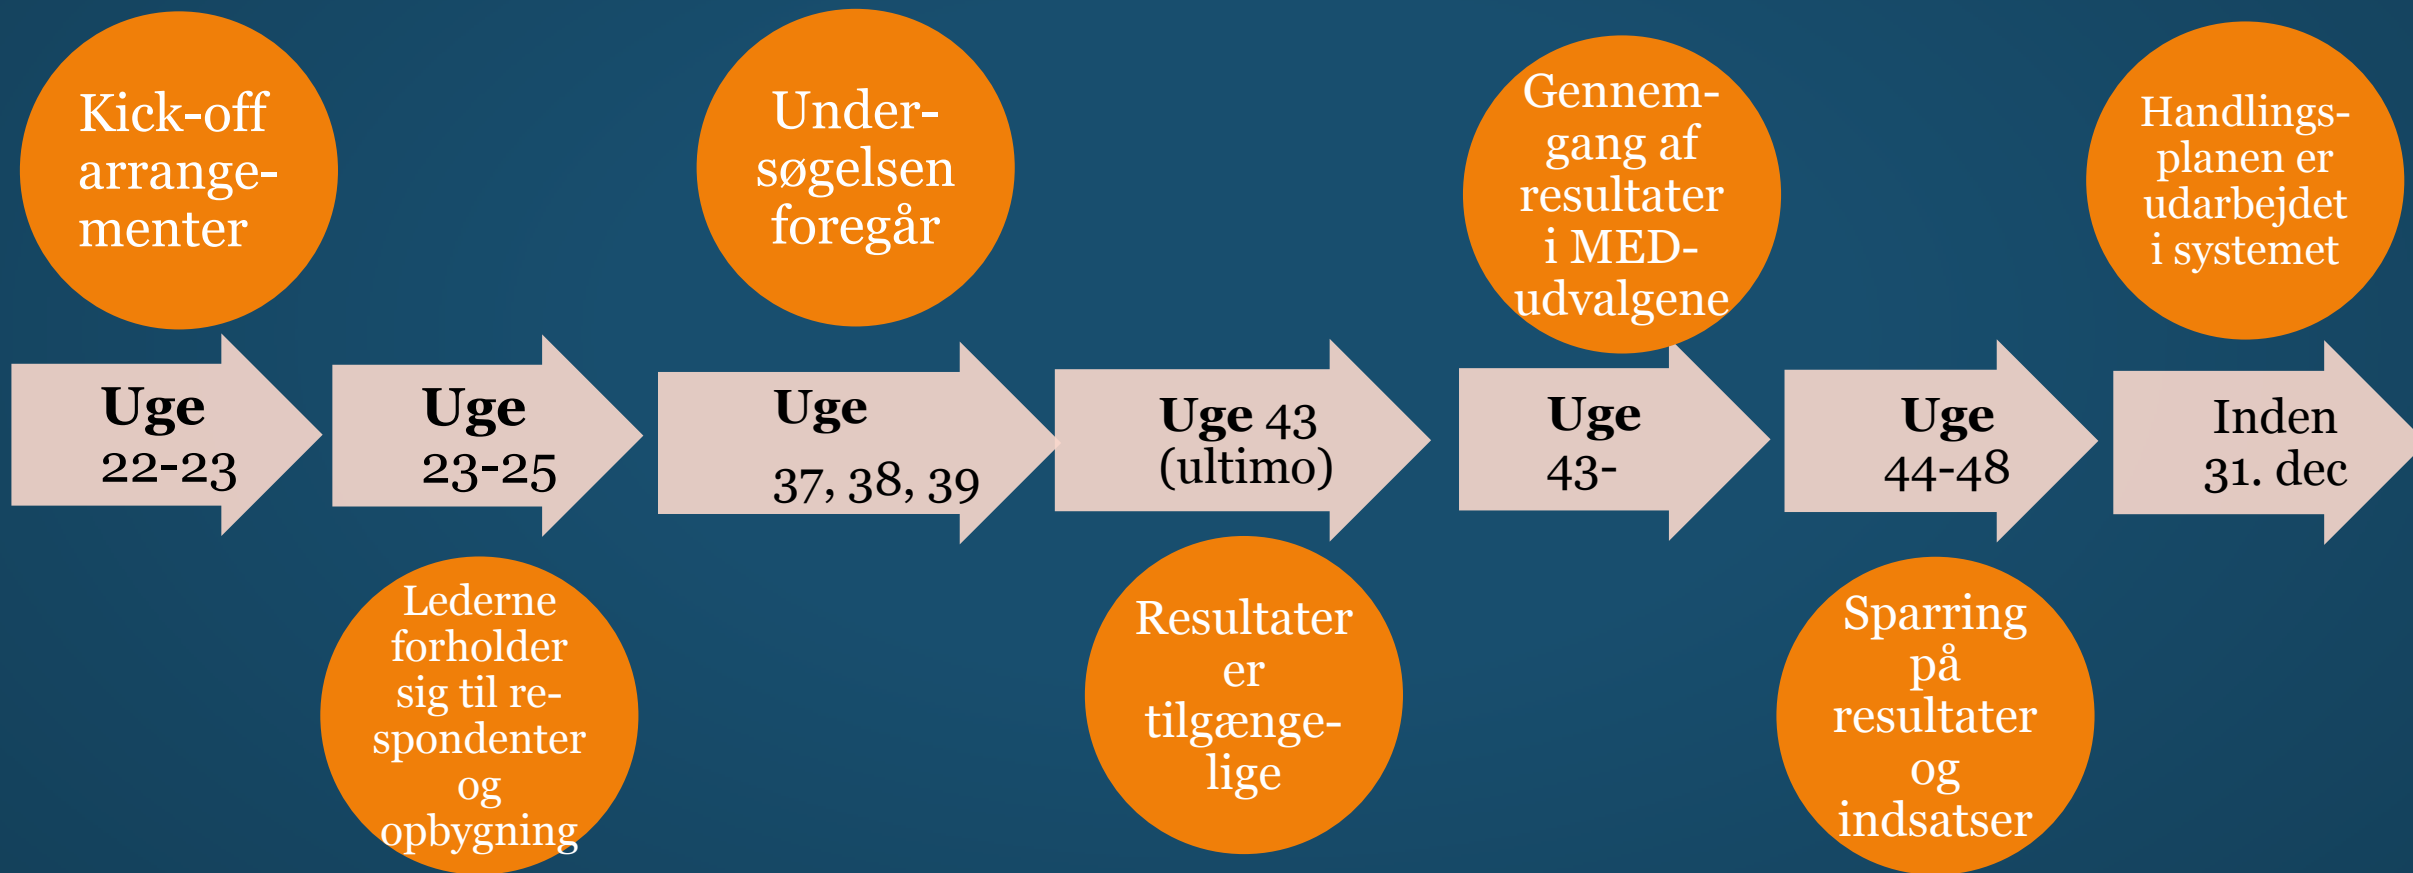 Kick-off
arrange-
menter
Under-
søgelsen
foregår
Gennem-
gang af
resultater
i MED-
udvalgene
Handlings-
planen er
udarbejdet
i systemet
Uge
22-23
Uge
23-25
Uge
37, 38, 39
Uge 43
(ultimo)
Uge
43-
Uge
44-48
Inden
31. dec
Lederne
forholder
sig til re-
spondenter
og
opbygning
Resultater
er
tilgænge-
lige
Sparring
på
resultater
og
indsatser